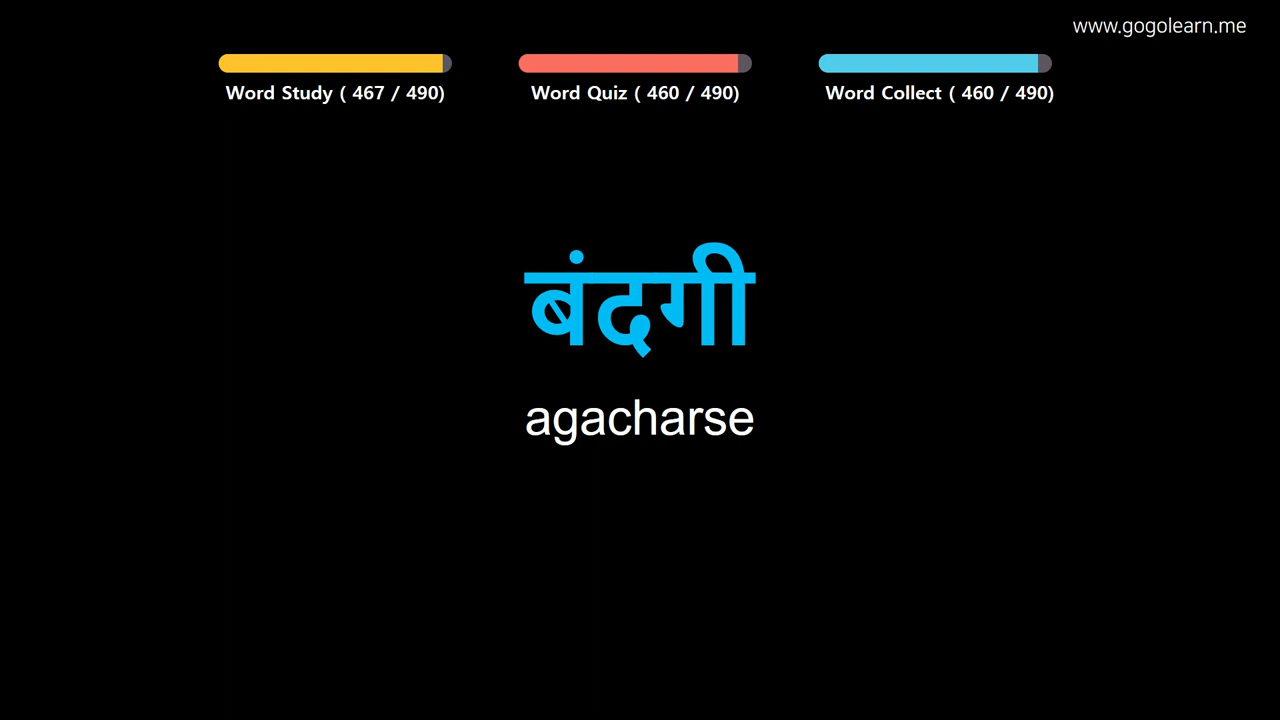 www.gogolearn.me
Word Study ( 467 / 490)
Word Quiz ( 460 / 490)
Word Collect ( 460 / 490)
बंदगी
agacharse